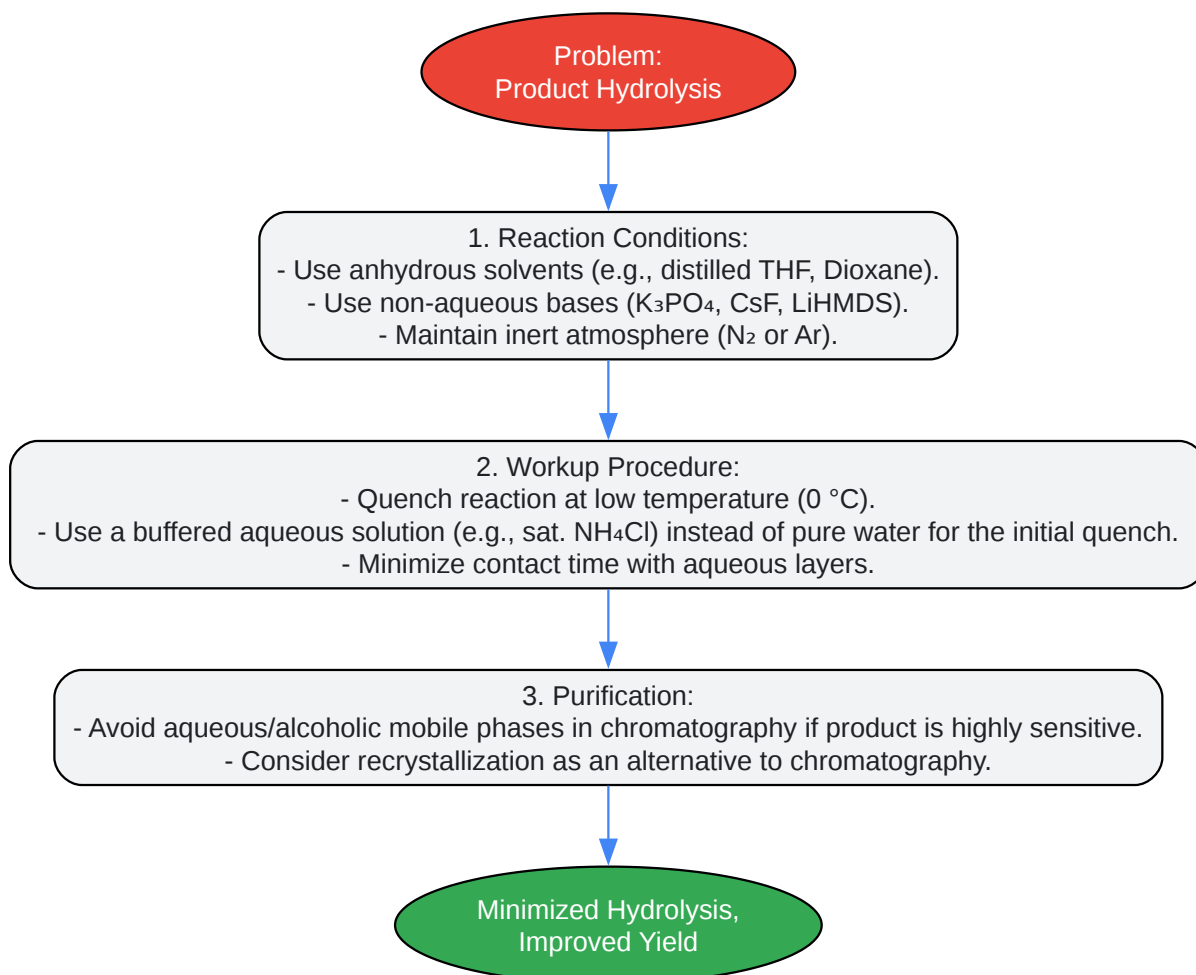 Problem:
Product Hydrolysis
1. Reaction Conditions:
- Use anhydrous solvents (e.g., distilled THF, Dioxane).
- Use non-aqueous bases (K₃PO₄, CsF, LiHMDS).
- Maintain inert atmosphere (N₂ or Ar).
2. Workup Procedure:
- Quench reaction at low temperature (0 °C).
- Use a buffered aqueous solution (e.g., sat. NH₄Cl) instead of pure water for the initial quench.
- Minimize contact time with aqueous layers.
3. Purification:
- Avoid aqueous/alcoholic mobile phases in chromatography if product is highly sensitive.
- Consider recrystallization as an alternative to chromatography.
Minimized Hydrolysis,
Improved Yield